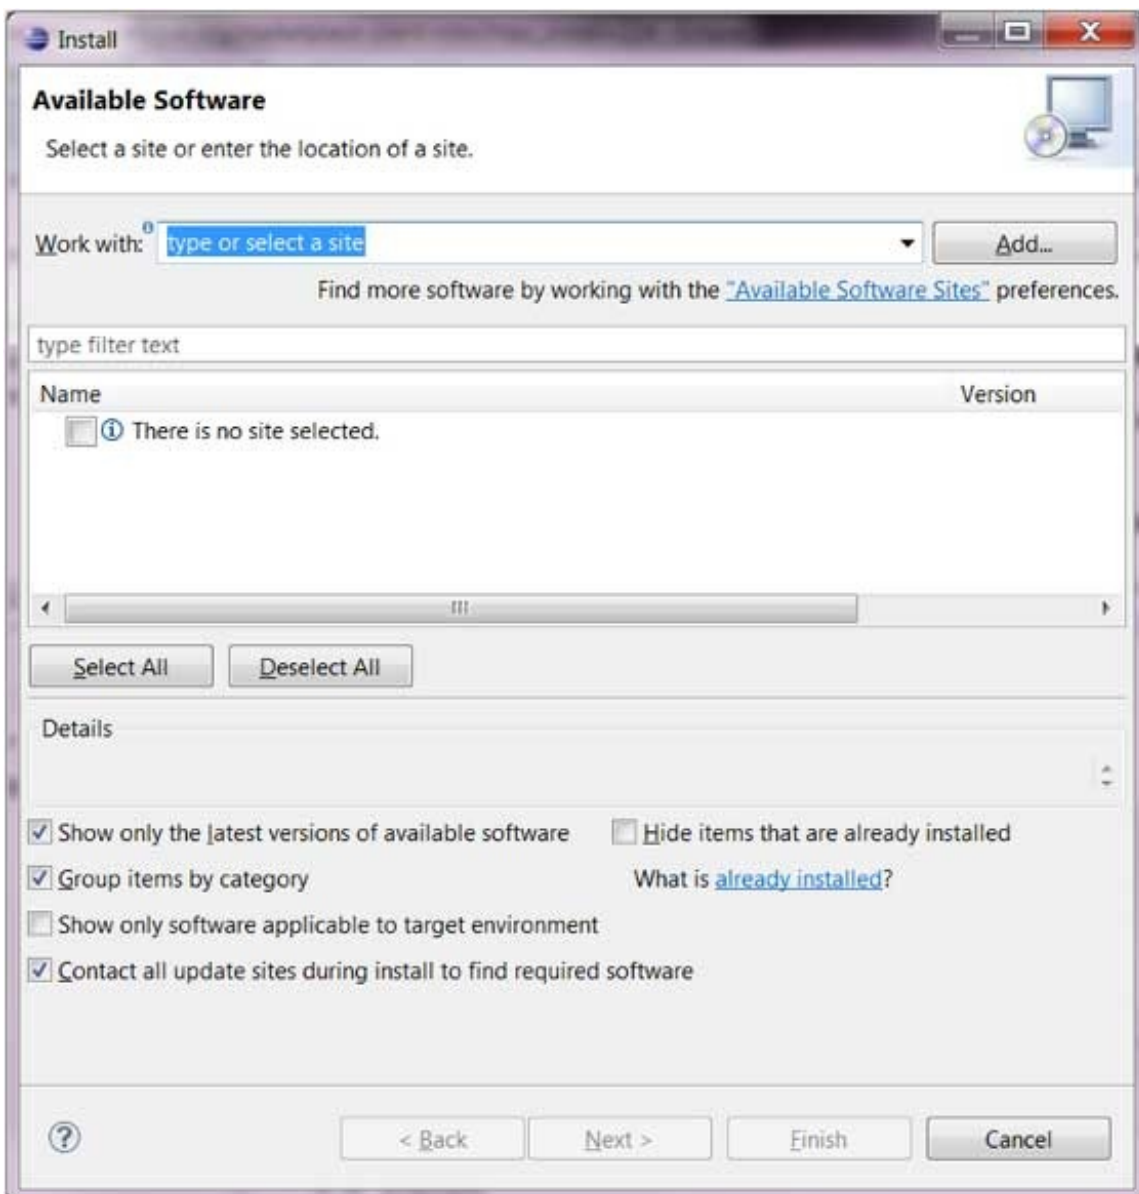 Install
Available Software
Select a site or enter the location of a site.
Work with: type or select a site Add...
Find more software by working with the "Available Software Sites" preferences.
type filter text
Name Version
There is no site selected.
Select All Deselect All
Details
Show only the latest versions of available software Hide items that are already installed
Group items by category What is already installed?
Show only software applicable to target environment
Contact all update sites during install to find required software
< Back Next > Finish Cancel